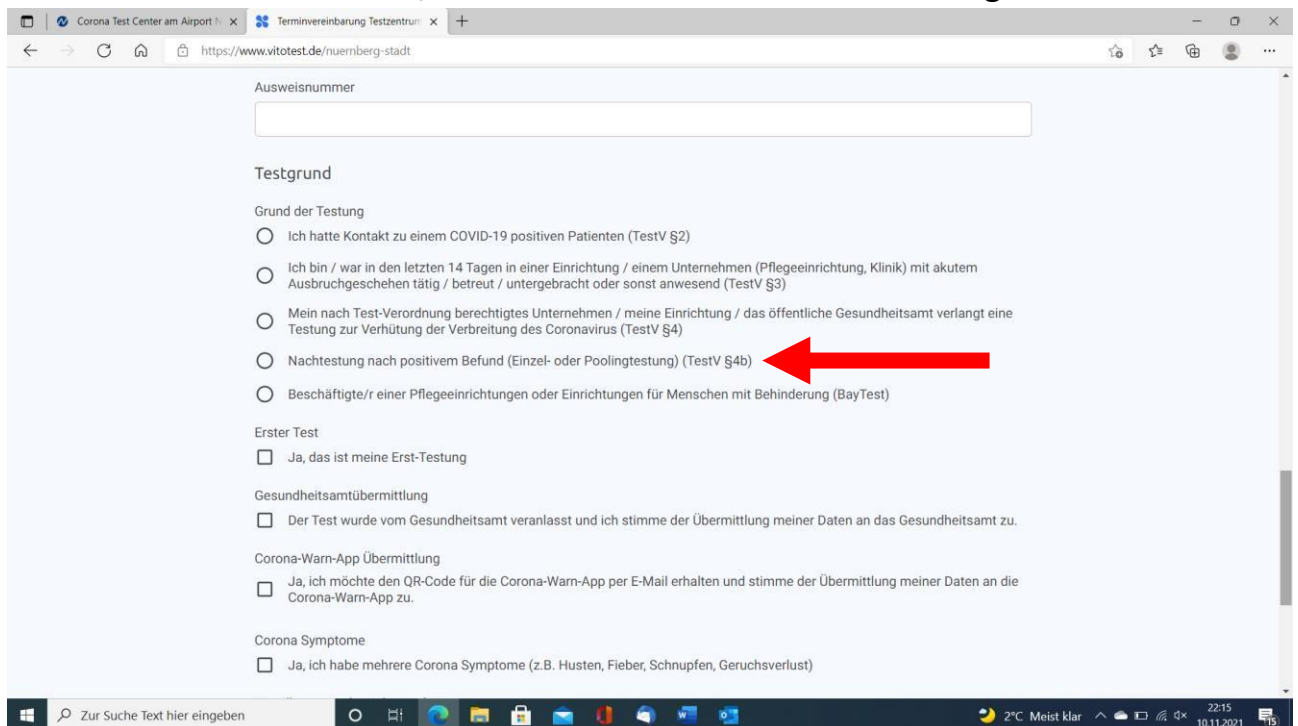 Corona Test Center am Airport N
Terminvereinbarung Testzentrum
https://www.vitotest.de/nuernberg-stadt
Ausweisnummer
Testgrund
Grund der Testung
Ich hatte Kontakt zu einem COVID-19 positiven Patienten (TestV §2)
Ich bin / war in den letzten 14 Tagen in einer Einrichtung / einem Unternehmen (Pflegeeinrichtung, Klinik) mit akutem
Ausbruchgeschehen tätig / betreut / untergebracht oder sonst anwesend (TestV §3)
Mein nach Test-Verordnung berechtigtes Unternehmen / meine Einrichtung / das öffentliche Gesundheitsamt verlangt eine
Testung zur Verhütung der Verbreitung des Coronavirus (TestV §4)
Nachtestung nach positivem Befund (Einzel- oder Poolingtestung) (TestV §4b)
Beschäftigte/r einer Pflegeeinrichtungen oder Einrichtungen für Menschen mit Behinderung (BayTest)
Erster Test
Ja, das ist meine Erst-Testung
Gesundheitsamtübermittlung
Der Test wurde vom Gesundheitsamt veranlasst und ich stimme der Übermittlung meiner Daten an das Gesundheitsamt zu.
Corona-Warn-App Übermittlung
Ja, ich möchte den QR-Code für die Corona-Warn-App per E-Mail erhalten und stimme der Übermittlung meiner Daten an die
Corona-Warn-App zu.
Corona Symptome
Ja, ich habe mehrere Corona Symptome (z.B. Husten, Fieber, Schnupfen, Geruchsverlust)
Zur Suche Text hier eingeben
2°C Meist klar
22:15
10.11.2021
15